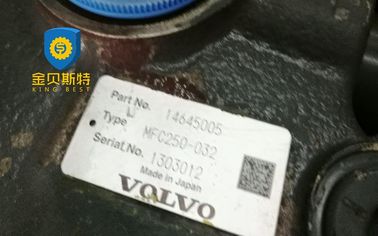 金贝斯特
KING BEST
Part No. 14645005
Type MFC250-032
Serial.No. 1303012
Made in Japan
VOLVO